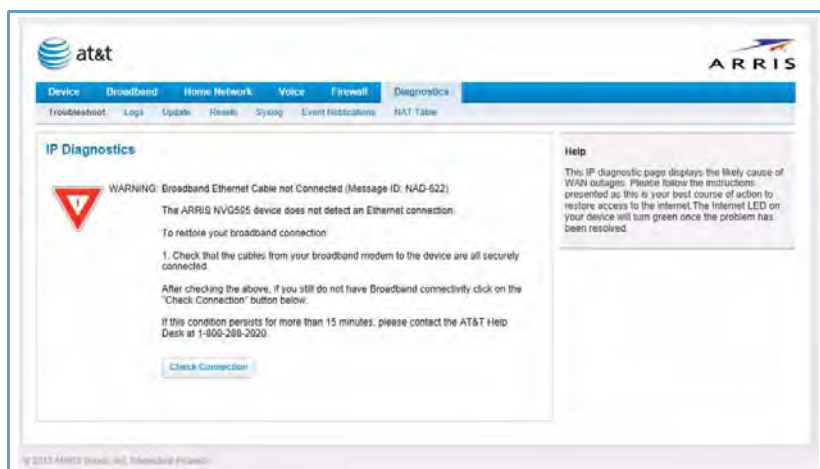 at&t
ARRIS
Device Broadband Home Network Voice Firewall Diagnostics
Troubleshoot Logs Update Resets Syslog Event Notifications NAT Table
IP Diagnostics
WARNING: Broadband Ethernet Cable not Connected (Message ID: NAD-622)
The ARRIS NVG595 device does not detect an Ethernet connection
To restore your broadband connection
1. Check that the cables from your broadband modem to the device are all securely
connected.
After checking the above, if you still do not have Broadband connectivity click on the
"Check Connection" button below.
If this condition persists for more than 15 minutes, please contact the AT&T Help
Desk at 1-800-288-2020.
Check Connection
Help
This IP diagnostic page displays the likely cause of
WAN outages. Please follow the instructions
presented as this is your best course of action to
restore access to the internet.The Internet LED on
your device will turn green once the problem has
been resolved.
© 2013 ARRIS